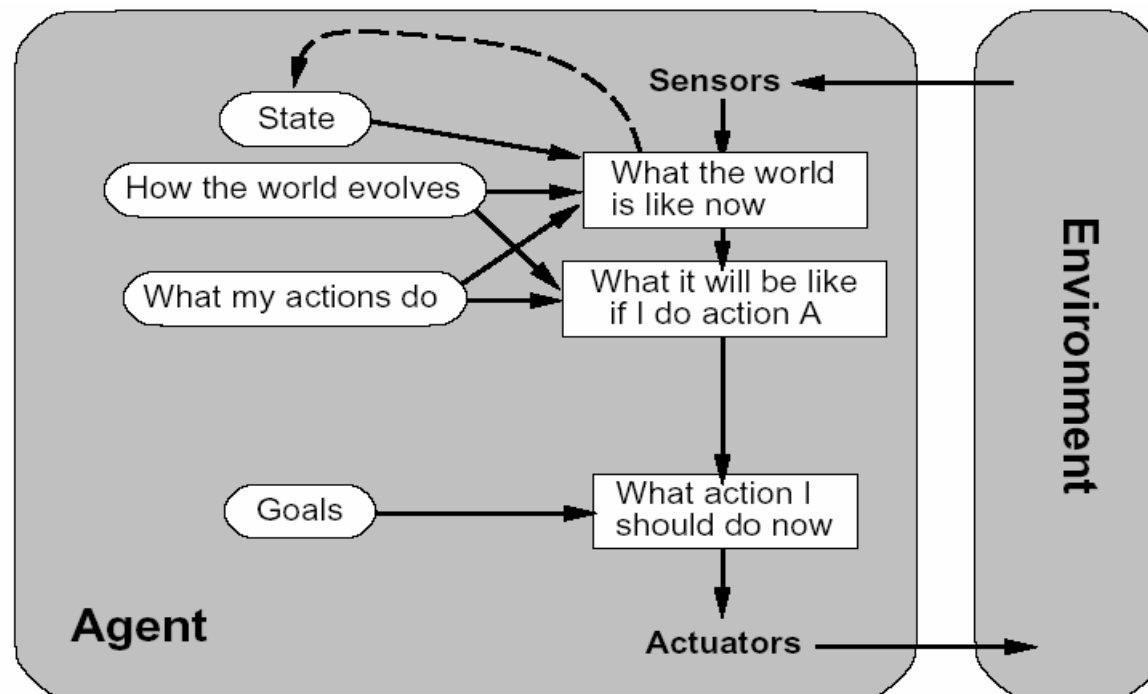 Sensors
State
What the world
is like now
How the world evolves
What it will be like
if I do action A
What my actions do
What action I
should do now
Goals
Agent
Actuators
Environment